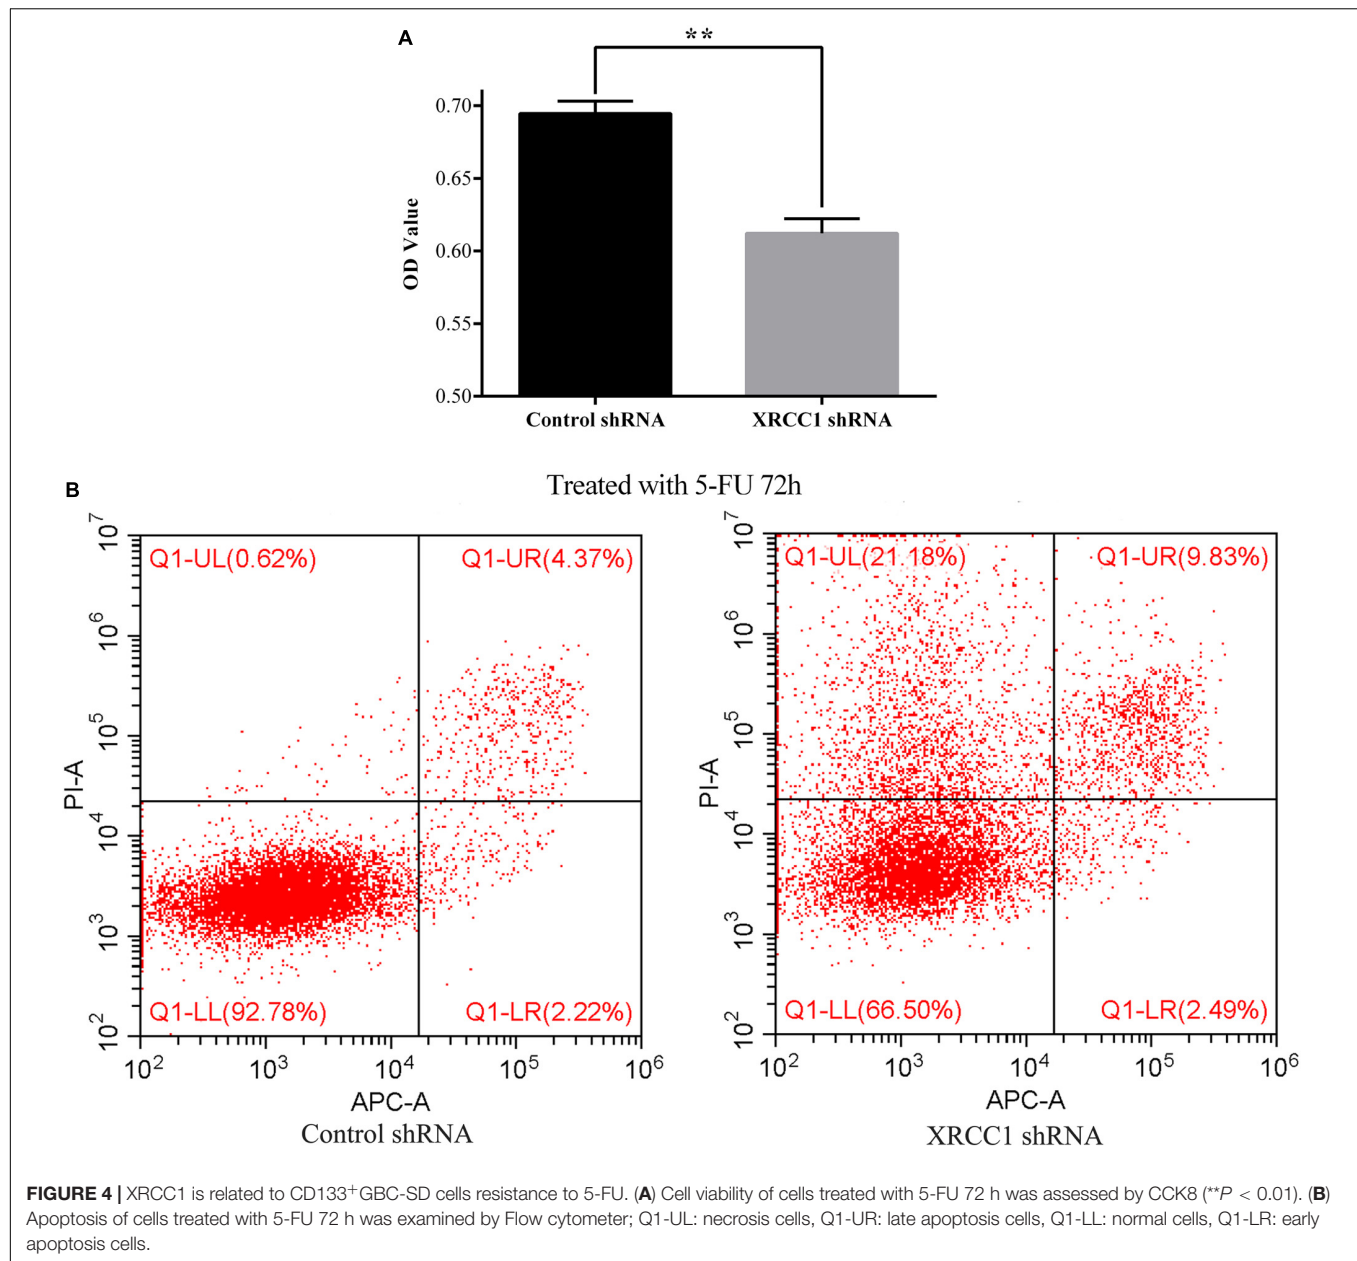 A
**
0.70
0.65
0.60
0.55
0.50
OD Value
Control shRNA
XRCC1 shRNA
B
Treated with 5-FU 72h
10^7
10^6
10^5
10^4
10^3
10^2
PI-A
Q1-UL(0.62%)
Q1-UR(4.37%)
Q1-LL(92.78%)
Q1-LR(2.22%)
10^2 10^3 10^4 10^5 10^6
APC-A
Control shRNA
10^7
10^6
10^5
10^4
10^3
10^2
PI-A
Q1-UL(21.18%)
Q1-UR(9.83%)
Q1-LL(66.50%)
Q1-LR(2.49%)
10^2 10^3 10^4 10^5 10^6
APC-A
XRCC1 shRNA
FIGURE 4 | XRCC1 is related to CD133+GBC-SD cells resistance to 5-FU. (A) Cell viability of cells treated with 5-FU 72 h was assessed by CCK8 (**P < 0.01). (B)
Apoptosis of cells treated with 5-FU 72 h was examined by Flow cytometer; Q1-UL: necrosis cells, Q1-UR: late apoptosis cells, Q1-LL: normal cells, Q1-LR: early
apoptosis cells.